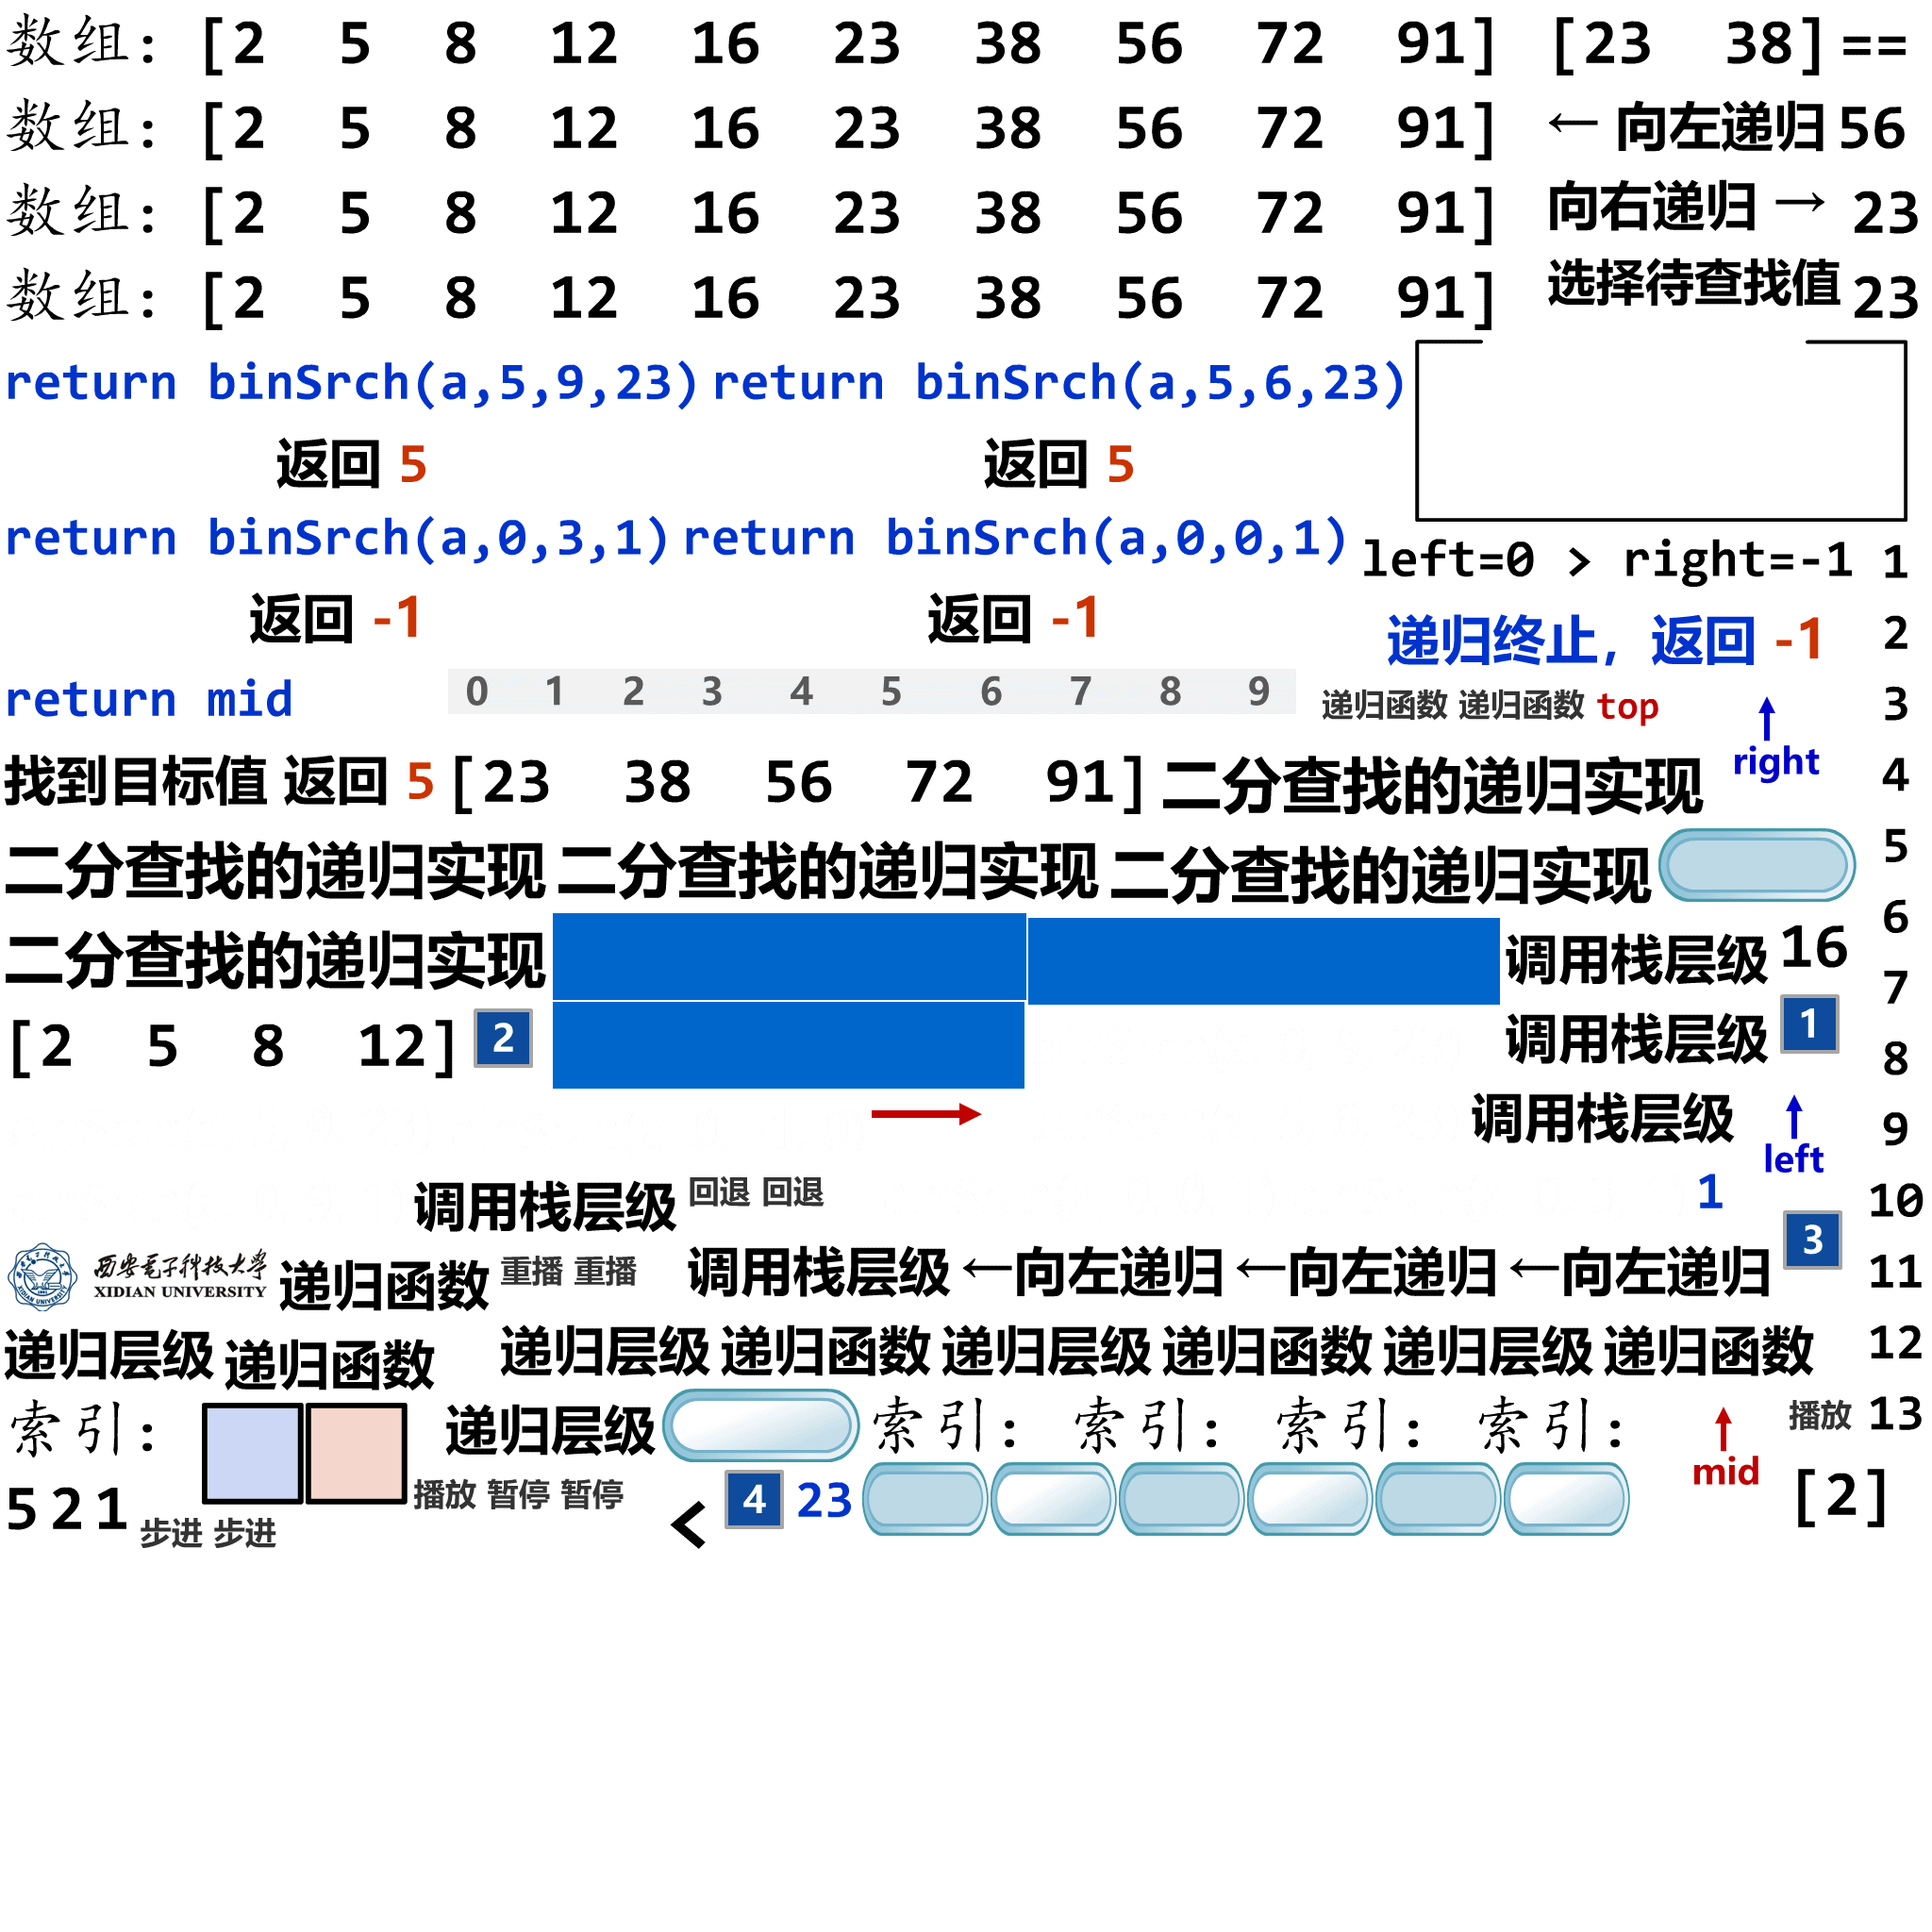 数组: [2 5 8 12 16 23 38 56 72 91] [23 38] ==
数组: [2 5 8 12 16 23 38 56 72 91] ← 向左递归 56
数组: [2 5 8 12 16 23 38 56 72 91] 向右递归 → 23
数组: [2 5 8 12 16 23 38 56 72 91] 选择待查找值 23
return binSrch(a,5,9,23) return binSrch(a,5,6,23)
返回 5 返回 5
return binSrch(a,0,3,1) return binSrch(a,0,0,1) left=0 > right=-1 1
返回 -1 返回 -1 递归终止，返回 -1 2
return mid 0 1 2 3 4 5 6 7 8 9 递归函数 递归函数 top 3
right
找到目标值 返回 5 [23 38 56 72 91] 二分查找的递归实现 4
二分查找的递归实现 二分查找的递归实现 二分查找的递归实现 5
6
二分查找的递归实现 调用栈层级 16
7
[2 5 8 12] 2 调用栈层级 1
8
调用栈层级 9
left
调用栈层级 回退 回退 1 10
西安电子科技大学
XIDIAN UNIVERSITY
递归函数 重播 重播 调用栈层级 ←向左递归 ←向左递归 ←向左递归 3 11
递归层级 递归函数 递归层级 递归函数 递归层级 递归函数 递归层级 递归函数 12
索引: 递归层级 索引: 索引: 索引: 索引: 播放 13
mid
5 2 1 步进 步进 播放 暂停 暂停 < 4 23 [2]